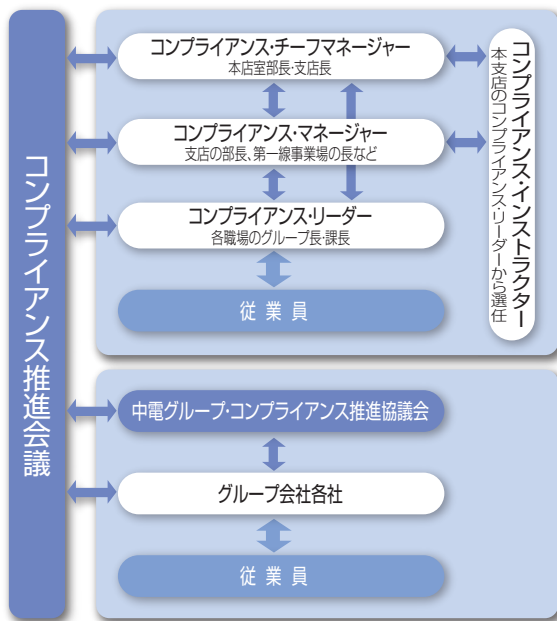 コンプライアンス推進会議
コンプライアンス・チーフマネージャー
本店室部長・支店長
コンプライアンス・マネージャー
支店の部長、第一線事業場の長など
コンプライアンス・リーダー
各職場のグループ長・課長
従業員
コンプライアンス・インストラクター
本支店のコンプライアンス・リーダーから選任
中電グループ・コンプライアンス推進協議会
グループ会社各社
従業員